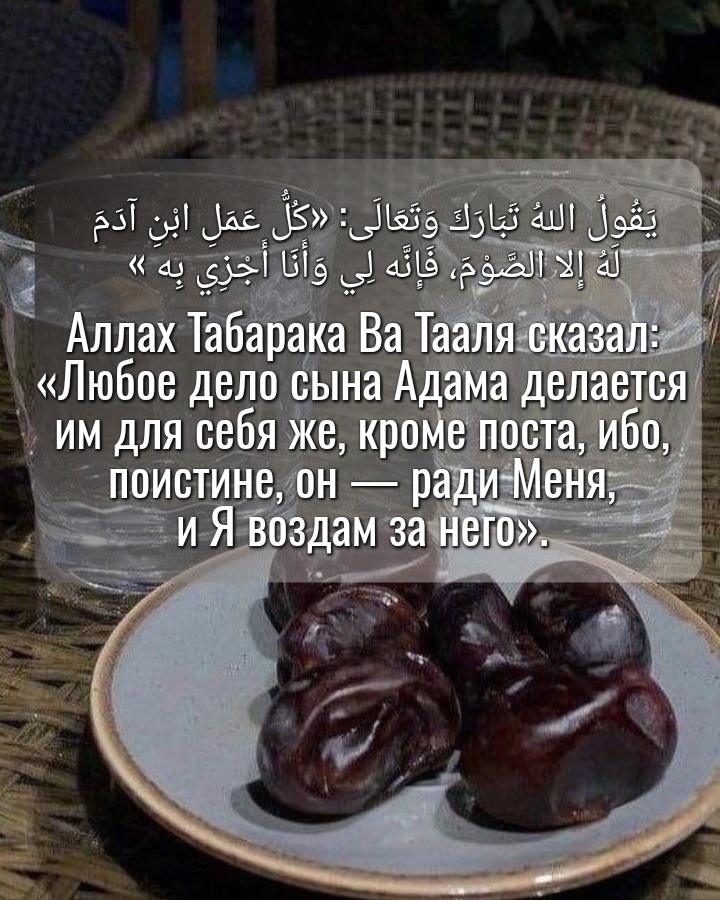 يَقُولُ اللهُ تَبَارَكَ وَتَعَالَى: «كُلُّ عَمَلِ ابْنِ آدَمَ
لَهُ إِلا الصَّوْمَ، فَإِنَّه لِي وَأَنَا أَجْزِي بِه »
Аллах Табарака Ва Тааля сказал:
«Любое дело сына Адама делается
им для себя же, кроме поста, ибо,
поистине, он — ради Меня,
и Я воздам за него».